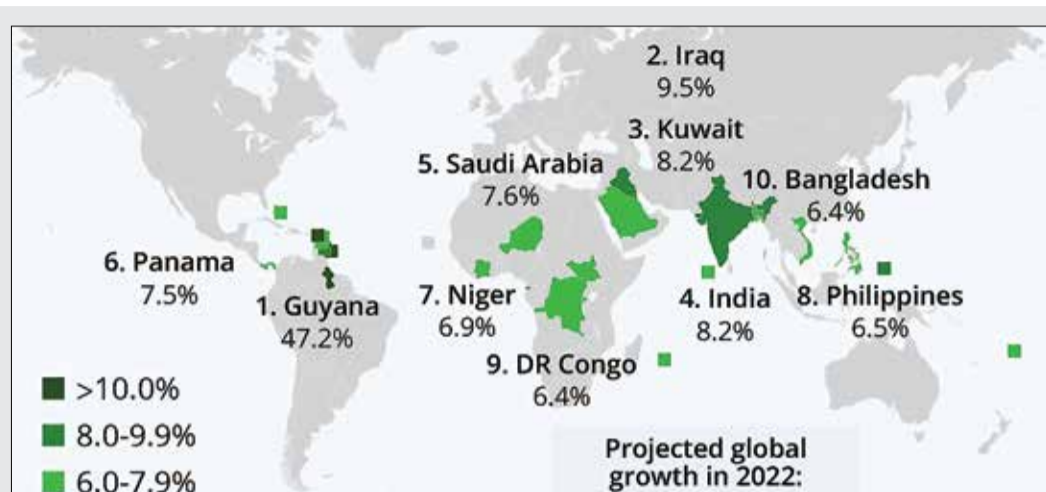 2. Iraq
9.5%
3. Kuwait
8.2%
5. Saudi Arabia
7.6%
10. Bangladesh
6.4%
6. Panama
7.5%
1. Guyana
47.2%
7. Niger
6.9%
4. India
8.2%
8. Philippines
6.5%
9. DR Congo
6.4%
>10.0%
8.0-9.9%
6.0-7.9%
Projected global
growth in 2022: